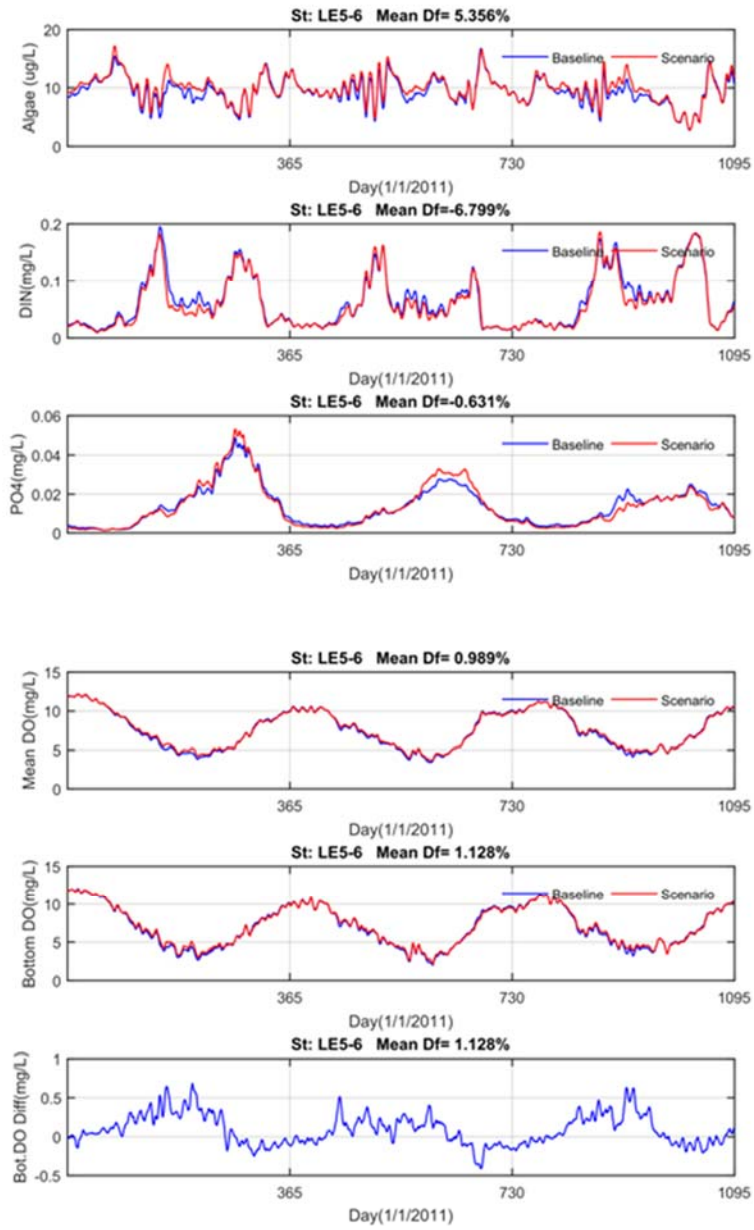 St: LE5-6 Mean Df= 5.356%
20
10
0
Algae (ug/L)
Baseline Scenario
365 730 1095
Day(1/1/2011)
St: LE5-6 Mean Df=-6.799%
0.2
0.1
0
DIN(mg/L)
Baseline Scenario
365 730 1095
Day(1/1/2011)
St: LE5-6 Mean Df=-0.631%
0.06
0.04
0.02
0
PO4(mg/L)
Baseline Scenario
365 730 1095
Day(1/1/2011)
St: LE5-6 Mean Df= 0.989%
15
10
5
0
Mean DO(mg/L)
Baseline Scenario
365 730 1095
Day(1/1/2011)
St: LE5-6 Mean Df= 1.128%
15
10
5
0
Bottom DO(mg/L)
Baseline Scenario
365 730 1095
Day(1/1/2011)
St: LE5-6 Mean Df= 1.128%
1
0.5
0
-0.5
Bot.DO Diff(mg/L)
365 730 1095
Day(1/1/2011)